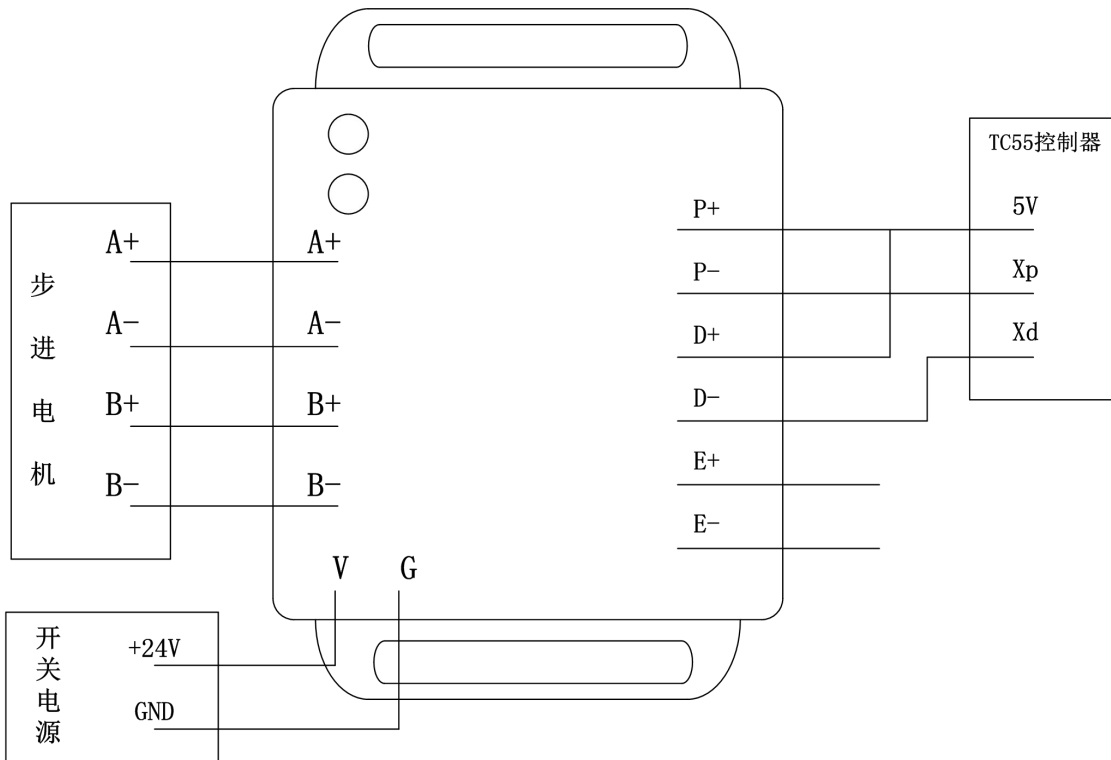 TC55控制器
5V
Xp
Xd
P+
P-
D+
D-
E+
E-
A+
A-
B+
B-
A+
A-
B+
B-
步进电机
V
G
开关电源
+24V
GND